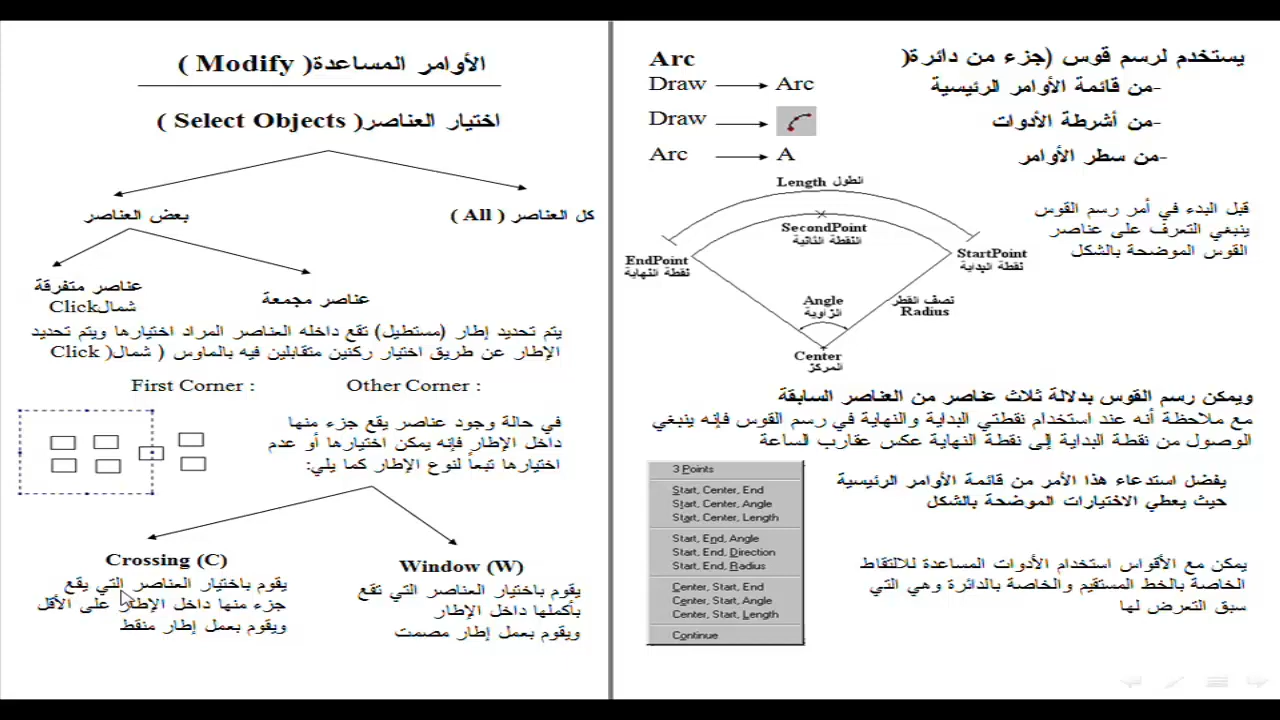 يستخدم لرسم قوس (جزء من دائرة( Arc
-من قائمة الأوامر الرئيسية Draw Arc
-من أشرطة الأدوات Draw
-من سطر الأوامر Arc A
قبل البدء في أمر رسم القوس
ينبغي التعرف على عناصر
القوس الموضحة بالشكل
Length الطول
SecondPoint
النقطة الثانية
StartPoint
نقطة البداية
EndPoint
نقطة النهاية
Angle
الزاوية
نصف القطر
Radius
Center
المركز
ويمكن رسم القوس بدلالة ثلاث عناصر من العناصر السابقة
مع ملاحظة أنه عند استخدام نقطتي البداية والنهاية في رسم القوس فإنه ينبغي
الوصول من نقطة البداية إلى نقطة النهاية عكس عقارب الساعة
يفضل استدعاء هذا الأمر من قائمة الأوامر الرئيسية
حيث يعطي الاختيارات الموضحة بالشكل
3 Points
Start, Center, End
Start, Center, Angle
Start, Center, Length
Start, End, Angle
Start, End, Direction
Start, End, Radius
Center, Start, End
Center, Start, Angle
Center, Start, Length
Continue
يمكن مع الأقواس استخدام الأدوات المساعدة للالتقاط
الخاصة بالخط المستقيم والخاصة بالدائرة وهي التي
سبق التعرض لها
الأوامر المساعدة( Modify )
اختيار العناصر( Select Objects )
كل العناصر ( All )
بعض العناصر
عناصر مجمعة
عناصر متفرقة
شمالClick
يتم تحديد إطار (مستطيل) تقع داخله العناصر المراد اختيارها ويتم تحديد
الإطار عن طريق اختيار ركنين متقابلين فيه بالماوس ( شمال( Click
First Corner : Other Corner :
في حالة وجود عناصر يقع جزء منها
داخل الإطار فإنه يمكن اختيارها أو عدم
اختيارها تبعاً لنوع الإطار كما يلي:
Window (W)
يقوم باختيار العناصر التي تقع
بأكملها داخل الإطار
ويقوم بعمل إطار مصمت
Crossing (C)
يقوم باختيار العناصر التي يقع
جزء منها داخل الإطار على الأقل
ويقوم بعمل إطار منقط